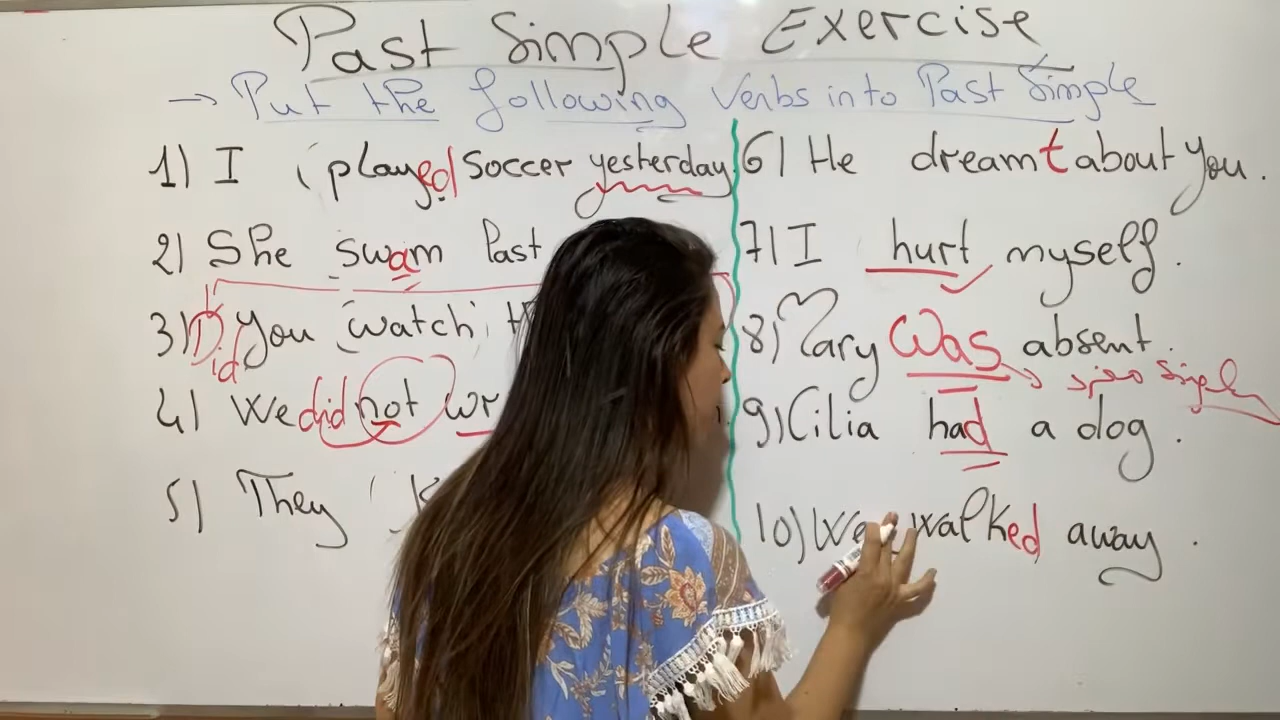 Past Simple Exercise
→ Put the following Verbs into Past Simple
1) I (played soccer yesterday
2) She swam Past
3) Did you (watch
4) We did not wr
5) They (
6) He dreamt about you.
7) I hurt myself.
8) Mary was absent.
9) Cilia had a dog.
10) We walked away.